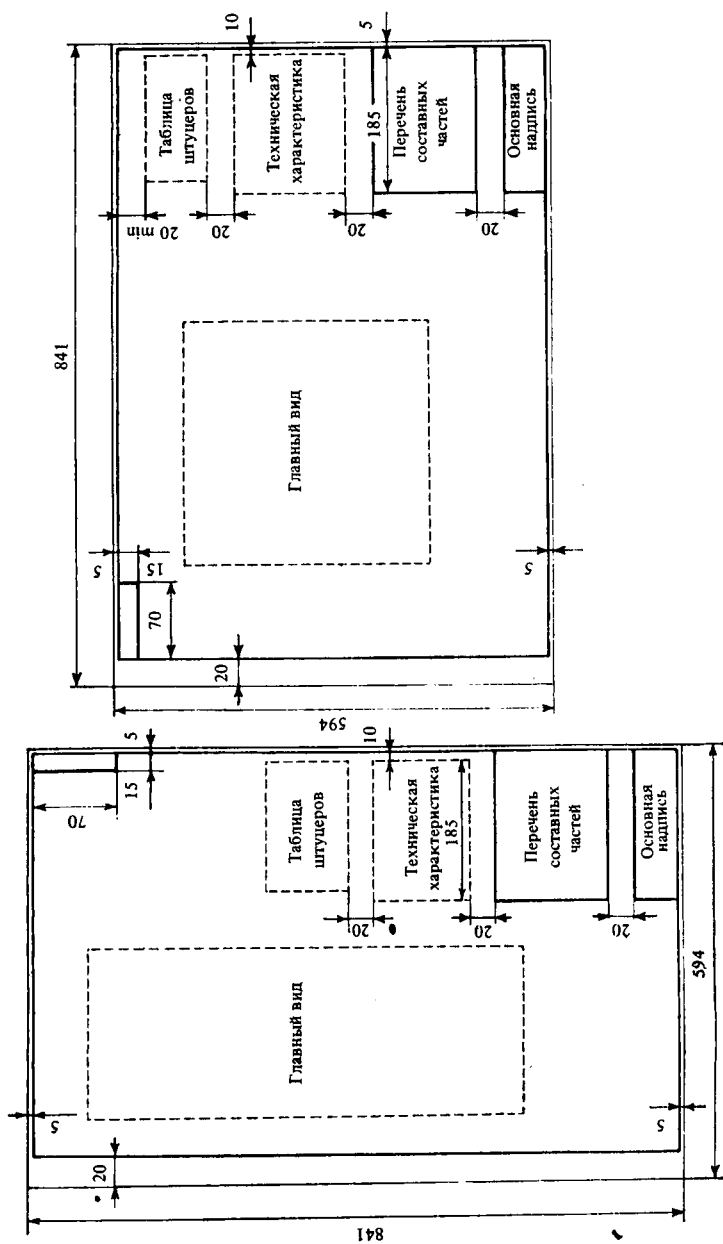 841
10
5
Таблица
штуцеров
Техническая
характеристика
185
Перечень
составных
частей
Основная
надпись
20 min
20
20
20
Главный вид
5
15
70
5
20
594
70
15
5
10
Таблица
штуцеров
Техническая
характеристика
185
Перечень
составных
частей
Основная
надпись
20
20
20
594
Главный вид
5
5
20
841